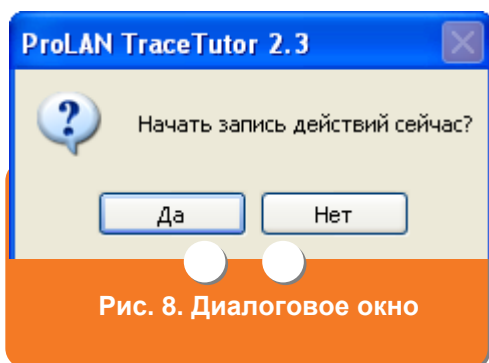 ProLAN TraceTutor 2.3
Начать запись действий сейчас?
Да
Нет
Рис. 8. Диалоговое окно